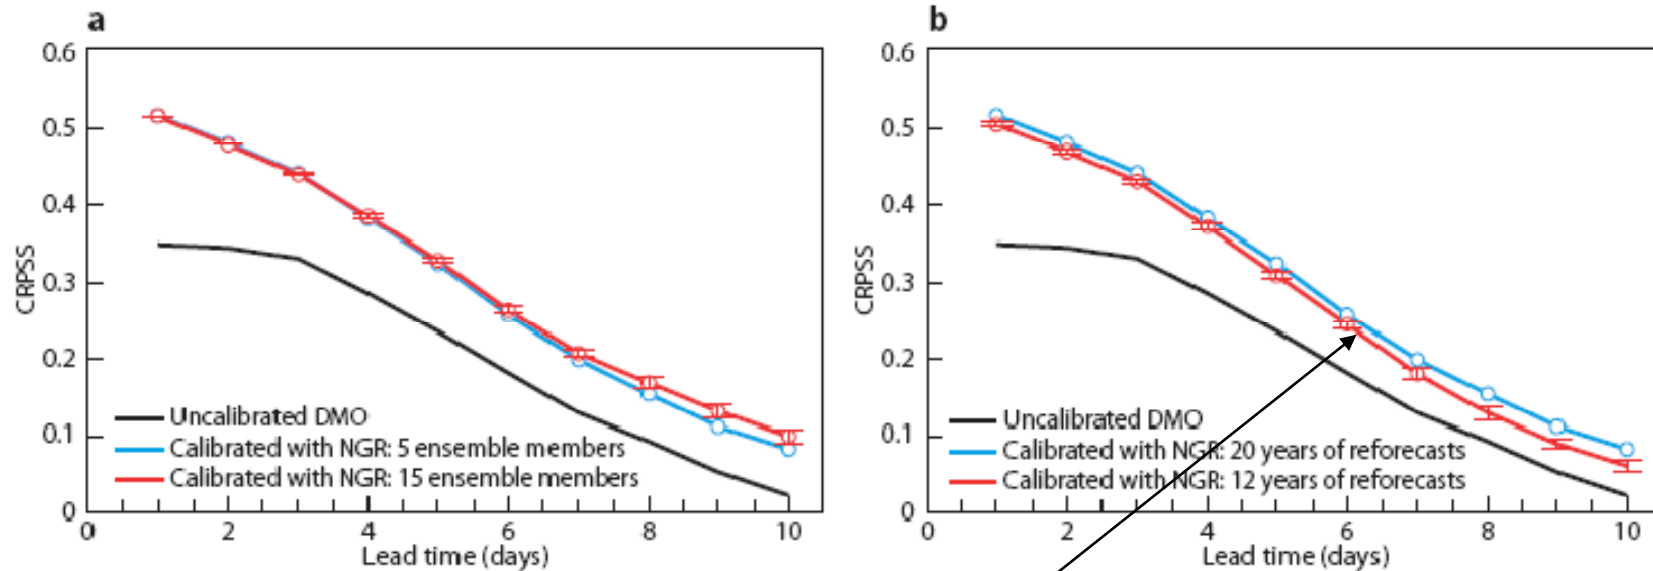 a
0.6
0.5
0.4
0.3
0.2
0.1
0
CRPSS
Uncalibrated DMO
Calibrated with NGR: 5 ensemble members
Calibrated with NGR: 15 ensemble members
0 2 4 6 8 10
Lead time (days)
b
0.6
0.5
0.4
0.3
0.2
0.1
0
CRPSS
Uncalibrated DMO
Calibrated with NGR: 20 years of reforecasts
Calibrated with NGR: 12 years of reforecasts
0 2 4 6 8 10
Lead time (days)